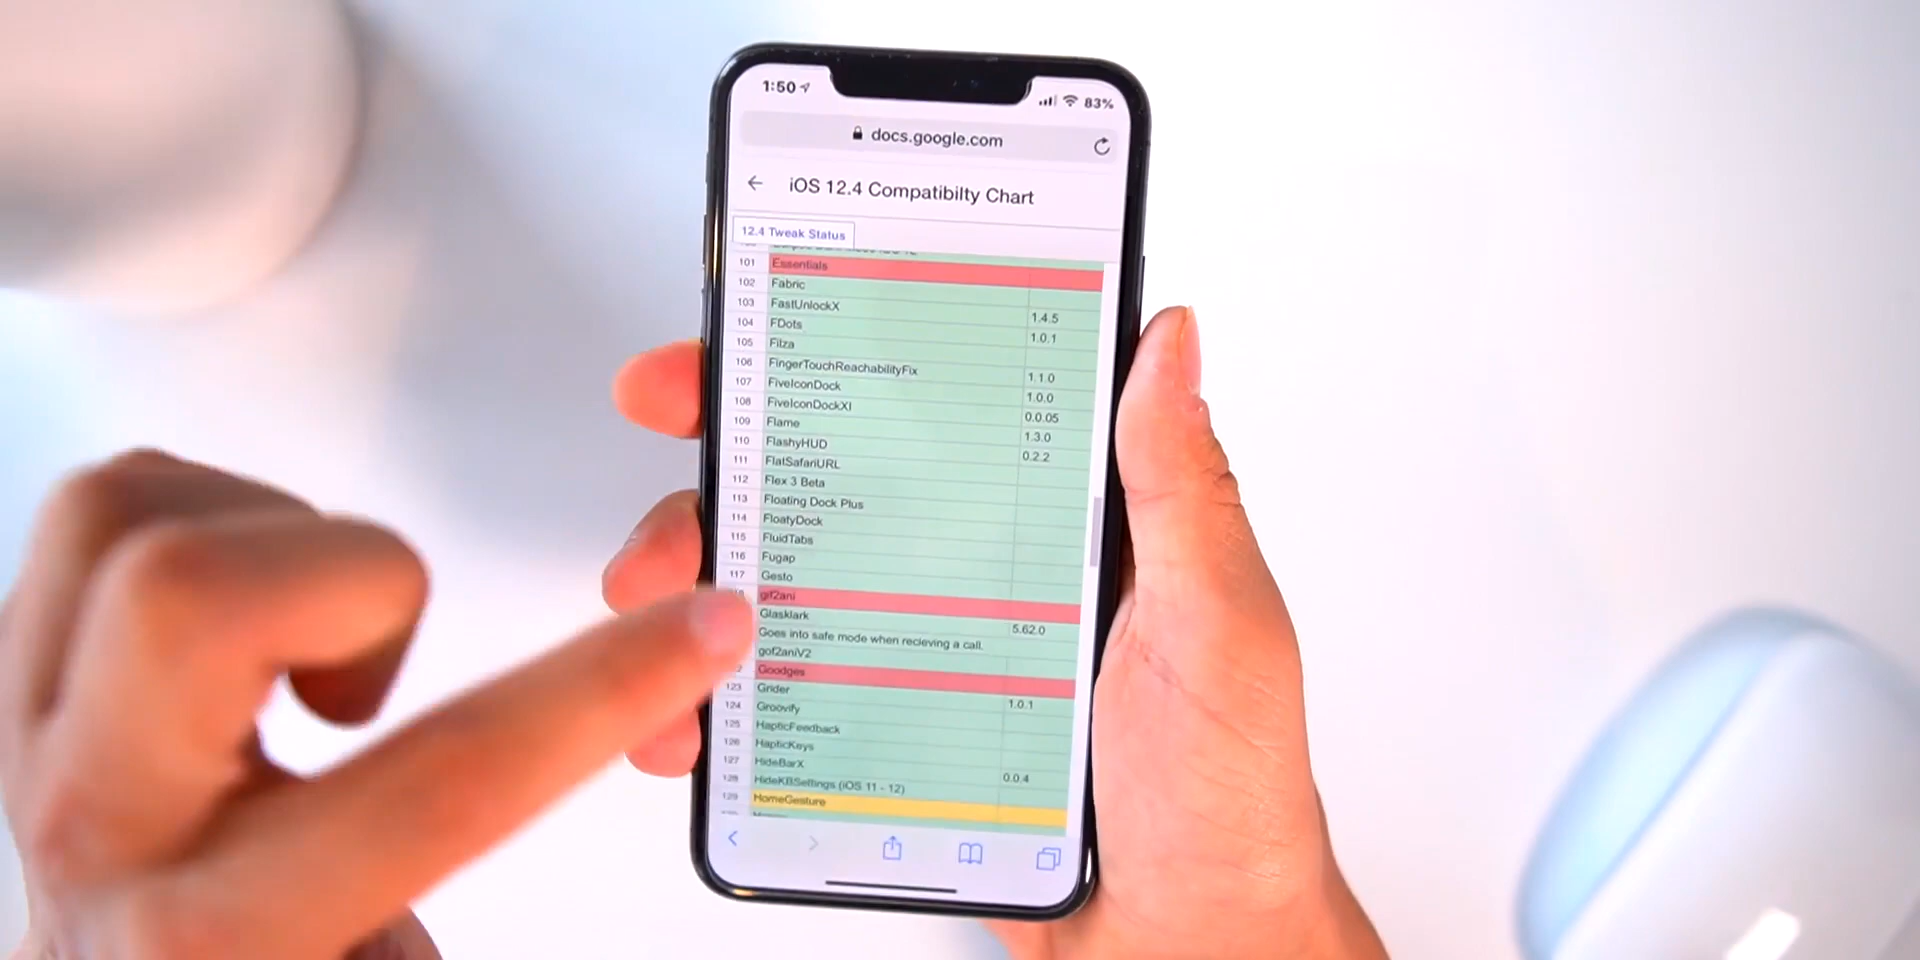 1:50
83%
docs.google.com
iOS 12.4 Compatibilty Chart
12.4 Tweak Status
101 Essentials
102 Fabric
103 FastUnlockX 1.4.5
104 FDots 1.0.1
105 Filza
106 FingerTouchReachabilityFix 1.1.0
107 FiveIconDock 1.0.0
108 FiveIconDockXI 0.0.05
109 Flame 1.3.0
110 FlashyHUD 0.2.2
111 FlatSafariURL
112 Flex 3 Beta
113 Floating Dock Plus
114 FloatyDock
115 FluidTabs
116 Fugap
117 Gesto
gif2ani
Glasklark 5.62.0
Goes into safe mode when recieving a call.
gof2aniV2
Goodges
123 Grider 1.0.1
124 Groovify
125 HapticFeedback
126 HapticKeys
127 HideBarX 0.0.4
128 HideKBSettings (iOS 11 - 12)
129 HomeGesture